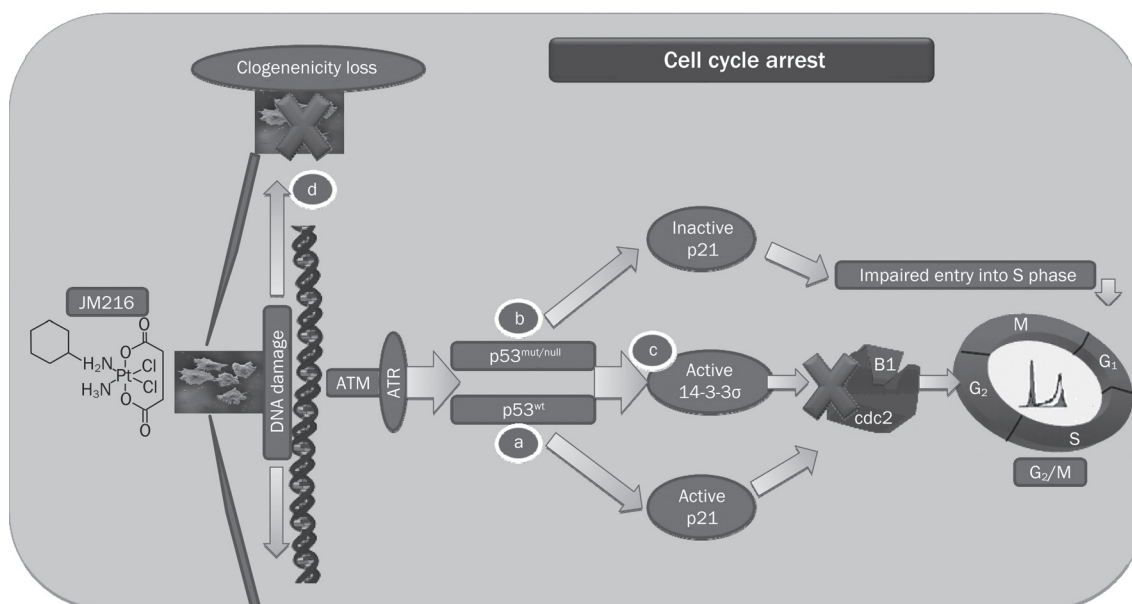 Cell cycle arrest
Clogenenicity loss
d
Inactive
p21
Impaired entry into S phase
JM216
O
O
H₂N
Cl
Pt
Cl
H₃N
O
O
DNA damage
ATM
ATR
b
p53ᵐᵘᵗ/ⁿᵘˡˡ
p53ʷᵗ
a
c
Active
14-3-3σ
Active
p21
B1
cdc2
M
G₁
G₂
S
G₂/M